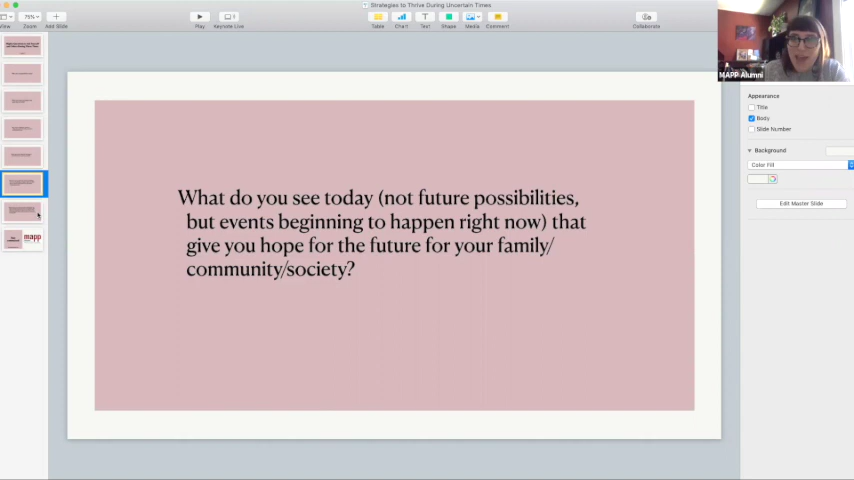 Strategies to Thrive During Uncertain Times
View
75%
Zoom
Add Slide
Play
Keynote Live
Table
Chart
Text
Shape
Media
Comment
Collaborate
MAPP Alumni
What do you see today (not future possibilities,
but events beginning to happen right now) that
give you hope for the future for your family/
community/society?
mapp
Appearance
Title
Body
Slide Number
Background
Color Fill
Edit Master Slide